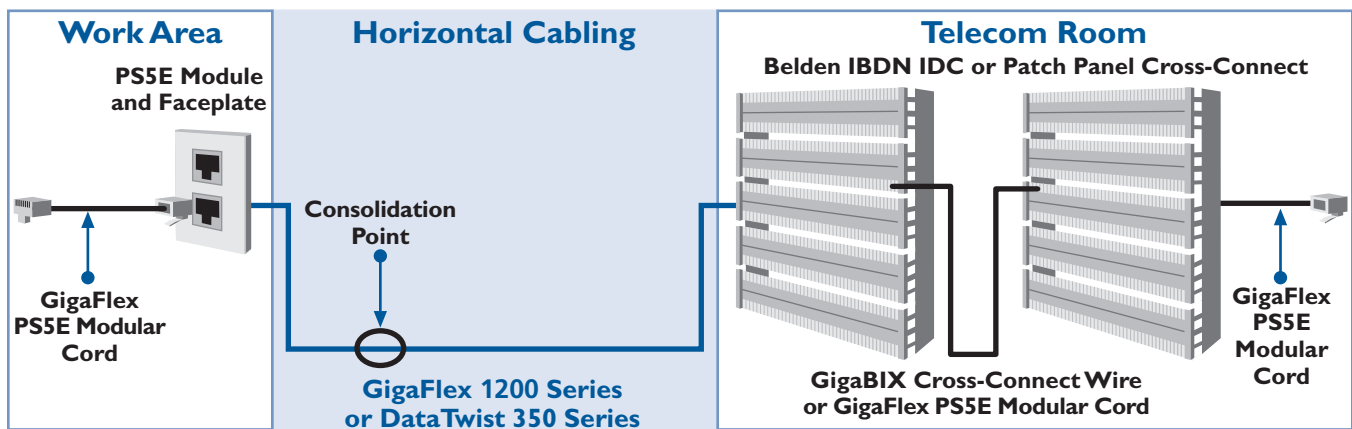 Work Area
PS5E Module
and Faceplate
GigaFlex
PS5E Modular
Cord
Horizontal Cabling
Consolidation
Point
GigaFlex 1200 Series
or DataTwist 350 Series
Telecom Room
Belden IBDN IDC or Patch Panel Cross-Connect
GigaBIX Cross-Connect Wire
or GigaFlex PS5E Modular Cord
GigaFlex
PS5E
Modular
Cord